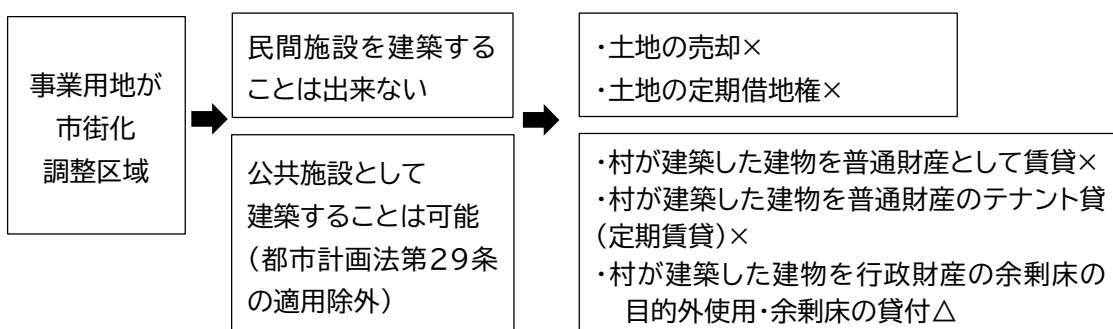 事業用地が
市街化
調整区域
民間施設を建築する
ことは出来ない
公共施設として
建築することは可能
(都市計画法第29条
の適用除外)
・土地の売却×
・土地の定期借地権×
・村が建築した建物を普通財産として賃貸×
・村が建築した建物を普通財産のテナント貸
(定期賃貸)×
・村が建築した建物を行政財産の余剰床の
目的外使用・余剰床の貸付△